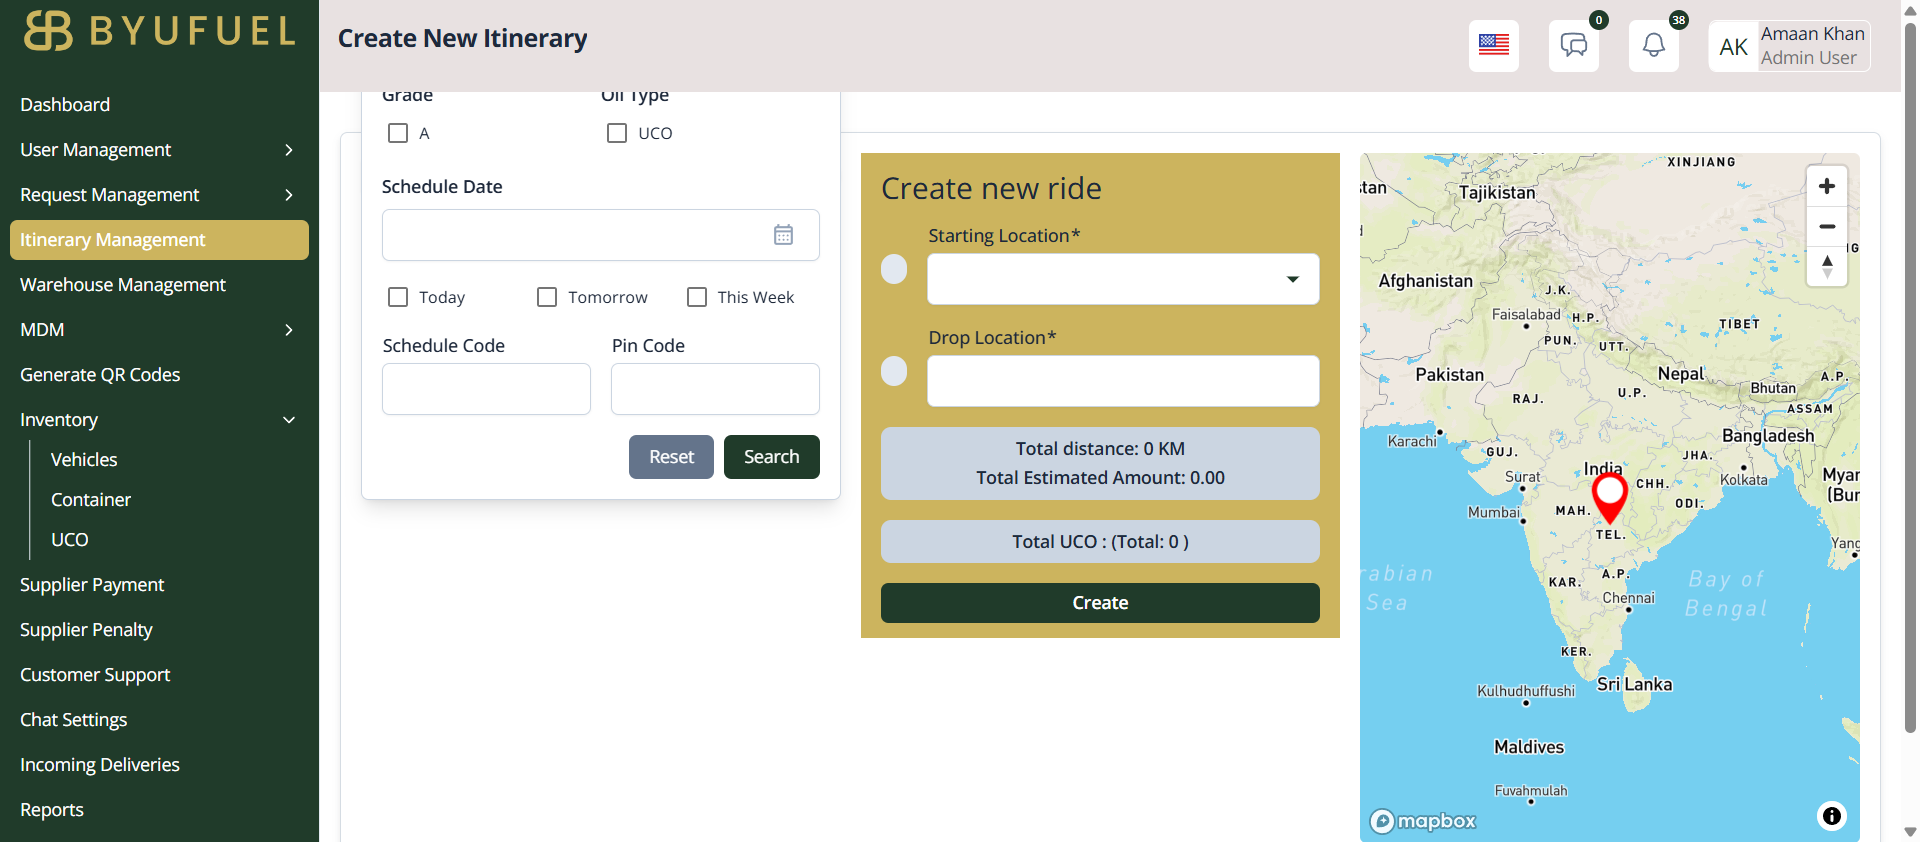 BYUFUEL
Dashboard
User Management
Request Management
Itinerary Management
Warehouse Management
MDM
Generate QR Codes
Inventory
Vehicles
Container
UCO
Supplier Payment
Supplier Penalty
Customer Support
Chat Settings
Incoming Deliveries
Reports
Create New Itinerary
0
38
AK
Amaan Khan
Admin User
Grade
Oil Type
A
UCO
Schedule Date
Today
Tomorrow
This Week
Schedule Code
Pin Code
Reset
Search
Create new ride
Starting Location*
Drop Location*
Total distance: 0 KM
Total Estimated Amount: 0.00
Total UCO : (Total: 0 )
Create
XINJIANG
stan
Tajikistan
Afghanistan
J.K.
Faisalabad
H.P.
TIBET
PUN.
UTT.
Pakistan
Nepal
Bhutan
A.P.
RAJ.
U.P.
ASSAM
Karachi
Bangladesh
GUJ.
JHA.
India
Surat
CHH.
Kolkata
Myar
(Bur
Mumbai
MAH.
ODI.
TEL.
Yang
rabian
Sea
KAR.
A.P.
Chennai
Bay of
Bengal
KER.
Kulhudhuffushi
Sri Lanka
Maldives
Fuvahmulah
mapbox